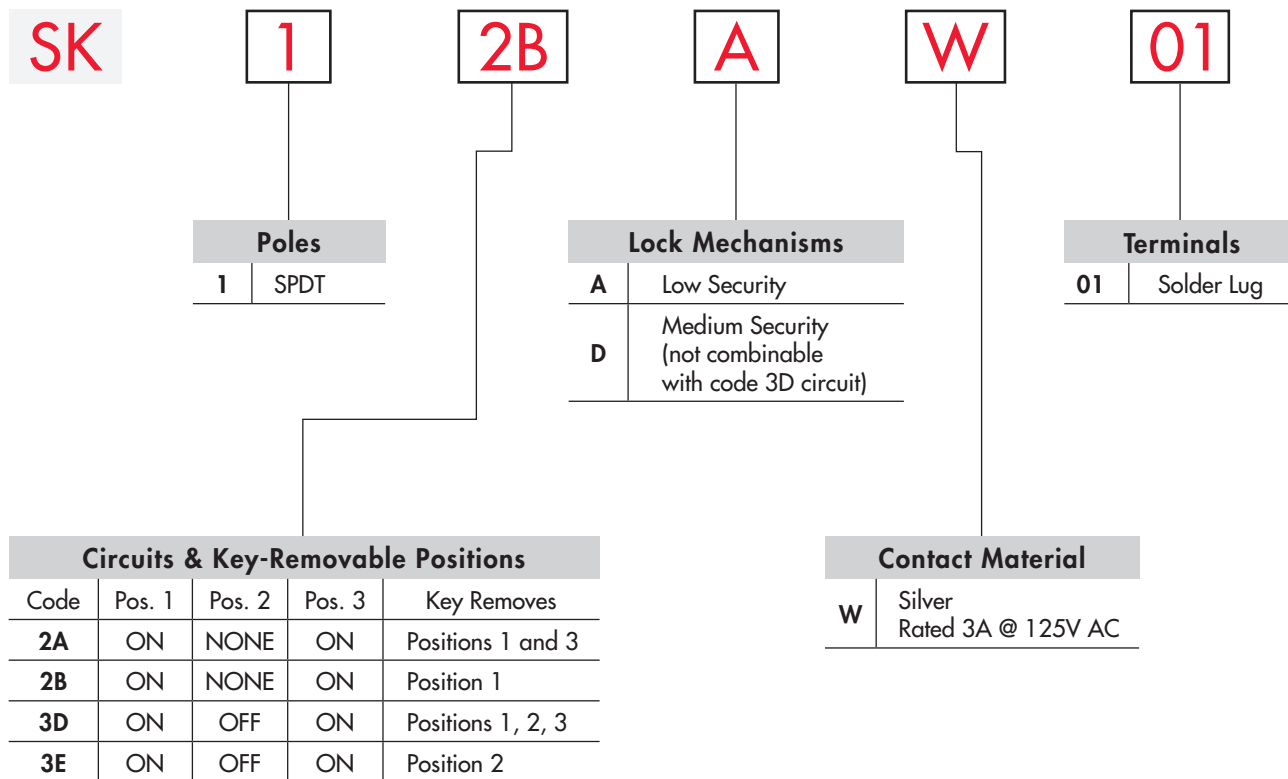 SK 1 2B A W 01
Poles
1 SPDT
Lock Mechanisms
A Low Security
D Medium Security
(not combinable
with code 3D circuit)
Terminals
01 Solder Lug
Circuits & Key-Removable Positions
Code Pos. 1 Pos. 2 Pos. 3 Key Removes
2A ON NONE ON Positions 1 and 3
2B ON NONE ON Position 1
3D ON OFF ON Positions 1, 2, 3
3E ON OFF ON Position 2
Contact Material
W Silver
Rated 3A @ 125V AC